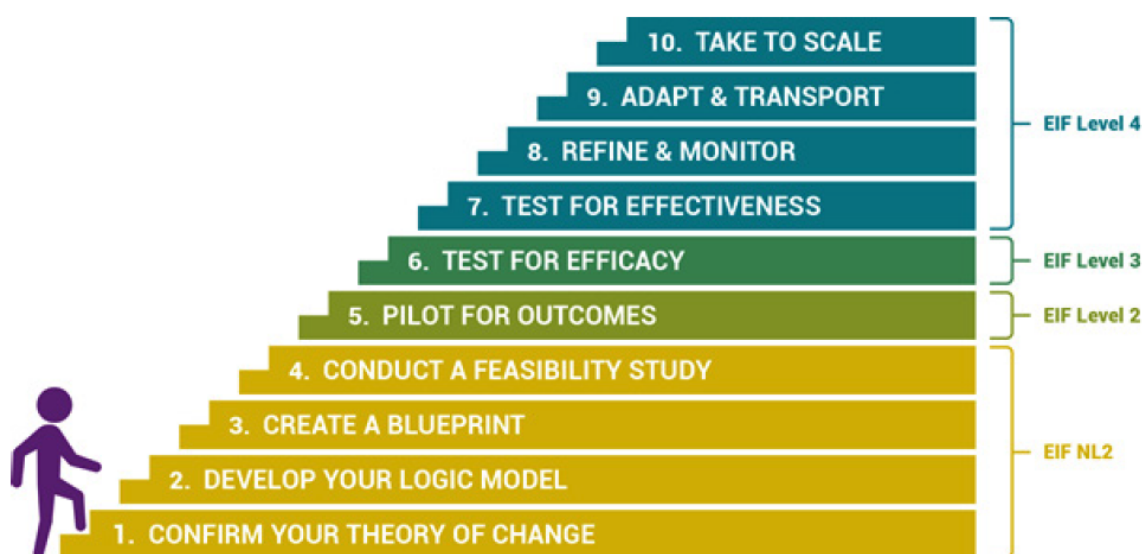 10. TAKE TO SCALE
9. ADAPT & TRANSPORT
EIF Level 4
8. REFINE & MONITOR
7. TEST FOR EFFECTIVENESS
6. TEST FOR EFFICACY
EIF Level 3
5. PILOT FOR OUTCOMES
EIF Level 2
4. CONDUCT A FEASIBILITY STUDY
3. CREATE A BLUEPRINT
EIF NL2
2. DEVELOP YOUR LOGIC MODEL
1. CONFIRM YOUR THEORY OF CHANGE